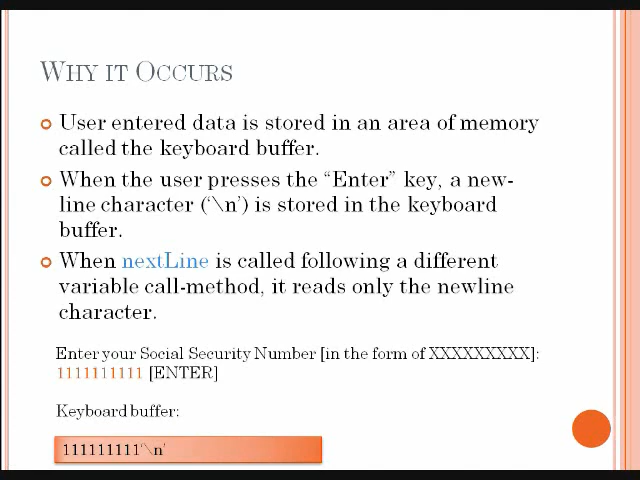 WHY IT OCCURS
User entered data is stored in an area of memory
called the keyboard buffer.
When the user presses the “Enter” key, a new-
line character (‘\n’) is stored in the keyboard
buffer.
When nextLine is called following a different
variable call-method, it reads only the newline
character.
Enter your Social Security Number [in the form of XXXXXXXXX]:
1111111111 [ENTER]
Keyboard buffer:
111111111‘\n’